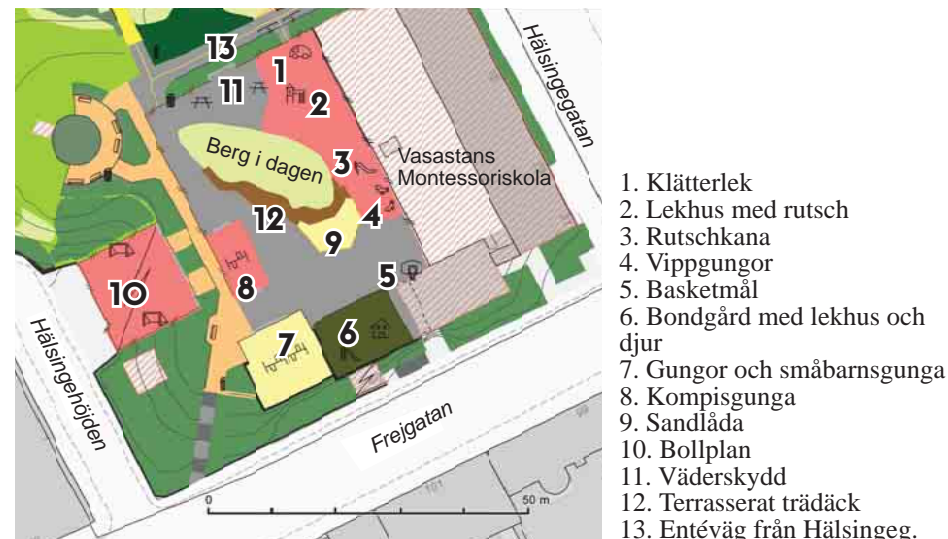 13
1
11
2
Hälsingegatan
Berg i dagen
3
Vasastans
Montessoriskola
12
4
9
5
10
8
6
7
Hälsingehöjden
Frejgatan
0
50 m
101
99
1. Klätterlek
2. Lekhus med rutsch
3. Rutschkana
4. Vippgungor
5. Basketmål
6. Bondgård med lekhus och
djur
7. Gungor och småbarnsgunga
8. Kompisgunga
9. Sandlåda
10. Bollplan
11. Väderskydd
12. Terrasserat trädäck
13. Entéväg från Hälsingeg.